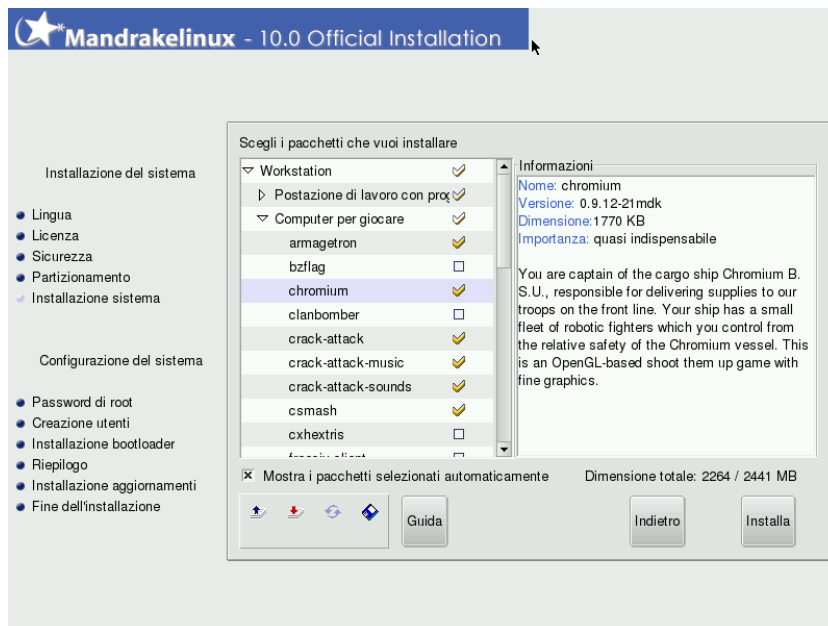 Mandrakelinux - 10.0 Official Installation
Installazione del sistema
Lingua
Licenza
Sicurezza
Partizionamento
Installazione sistema
Configurazione del sistema
Password di root
Creazione utenti
Installazione bootloader
Riepilogo
Installazione aggiornamenti
Fine dell'installazione
Scegli i pacchetti che vuoi installare
Workstation
Postazione di lavoro con prog
Computer per giocare
armagetron
bzflag
chromium
clanbomber
crack-attack
crack-attack-music
crack-attack-sounds
csmash
cxhextris
Informazioni
Nome: chromium
Versione: 0.9.12-21mdk
Dimensione:1770 KB
Importanza: quasi indispensabile
You are captain of the cargo ship Chromium B.
S.U., responsible for delivering supplies to our
troops on the front line. Your ship has a small
fleet of robotic fighters which you control from
the relative safety of the Chromium vessel. This
is an OpenGL-based shoot them up game with
fine graphics.
Mostra i pacchetti selezionati automaticamente
Dimensione totale: 2264 / 2441 MB
Guida
Indietro
Installa